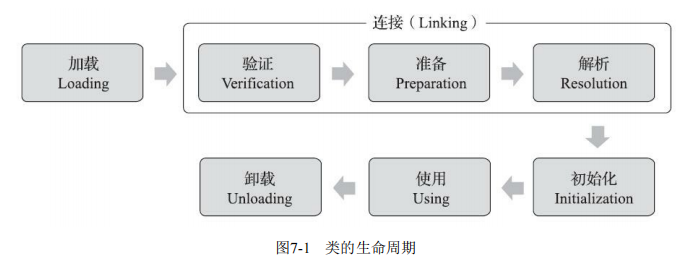 连接（Linking）
加载
Loading
验证
Verification
准备
Preparation
解析
Resolution
初始化
Initialization
使用
Using
卸载
Unloading
图7-1 类的生命周期